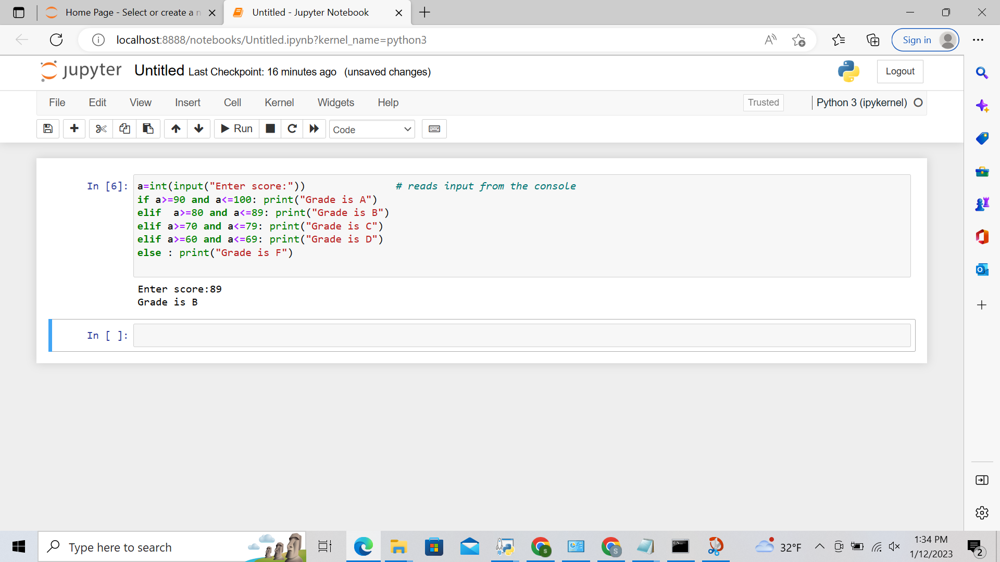 Home Page - Select or create a n
Untitled - Jupyter Notebook
localhost:8888/notebooks/Untitled.ipynb?kernel_name=python3
Sign in
jupyter Untitled Last Checkpoint: 16 minutes ago (unsaved changes)
Logout
File Edit View Insert Cell Kernel Widgets Help
Trusted
Python 3 (ipykernel)
Run
Code
In [6]: a=int(input("Enter score:")) # reads input from the console
if a>=90 and a<=100: print("Grade is A")
elif  a>=80 and a<=89: print("Grade is B")
elif a>=70 and a<=79: print("Grade is C")
elif a>=60 and a<=69: print("Grade is D")
else : print("Grade is F")
Enter score:89
Grade is B
In [ ]:
Type here to search
32°F
1:34 PM
1/12/2023
2